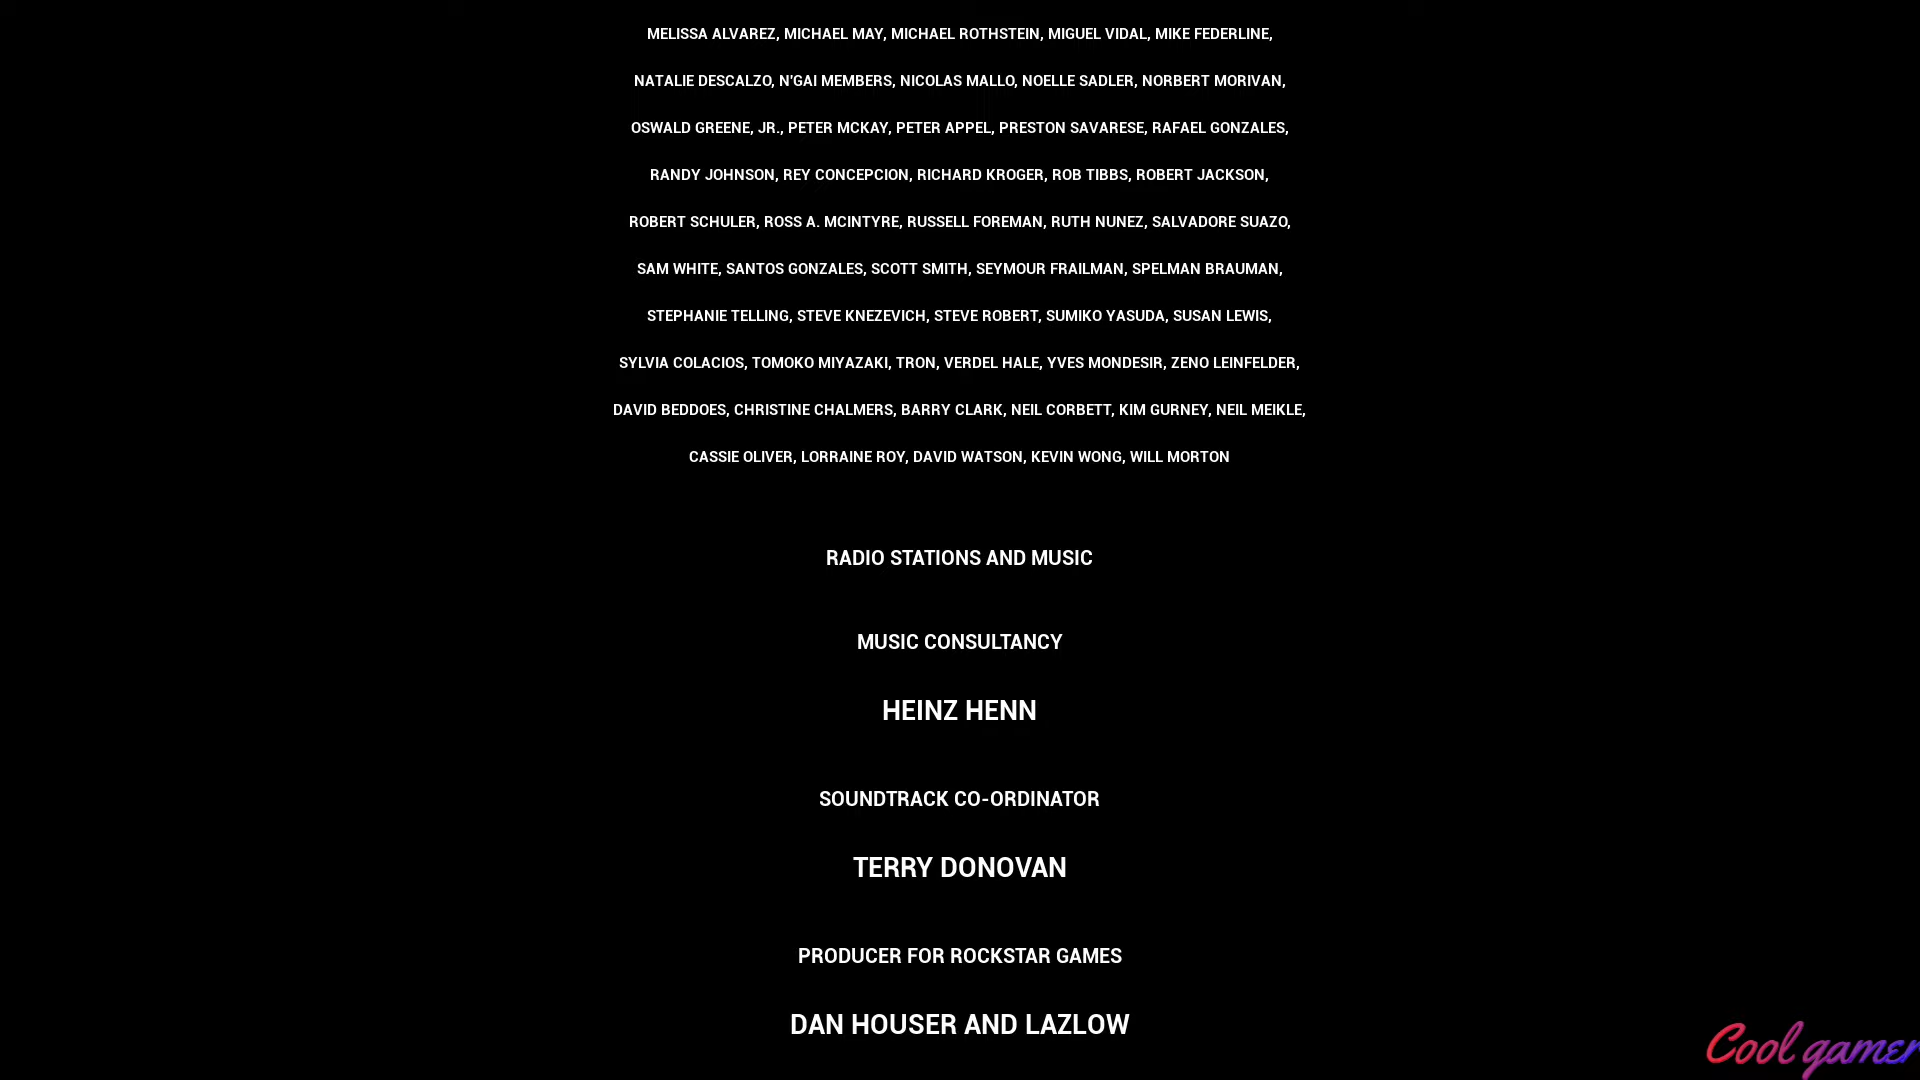 MELISSA ALVAREZ, MICHAEL MAY, MICHAEL ROTHSTEIN, MIGUEL VIDAL, MIKE FEDERLINE,
NATALIE DESCALZO, N'GAI MEMBERS, NICOLAS MALLO, NOELLE SADLER, NORBERT MORIVAN,
OSWALD GREENE, JR., PETER MCKAY, PETER APPEL, PRESTON SAVARESE, RAFAEL GONZALES,
RANDY JOHNSON, REY CONCEPCION, RICHARD KROGER, ROB TIBBS, ROBERT JACKSON,
ROBERT SCHULER, ROSS A. MCINTYRE, RUSSELL FOREMAN, RUTH NUNEZ, SALVADORE SUAZO,
SAM WHITE, SANTOS GONZALES, SCOTT SMITH, SEYMOUR FRAILMAN, SPELMAN BRAUMAN,
STEPHANIE TELLING, STEVE KNEZEVICH, STEVE ROBERT, SUMIKO YASUDA, SUSAN LEWIS,
SYLVIA COLACIOS, TOMOKO MIYAZAKI, TRON, VERDEL HALE, YVES MONDESIR, ZENO LEINFELDER,
DAVID BEDDOES, CHRISTINE CHALMERS, BARRY CLARK, NEIL CORBETT, KIM GURNEY, NEIL MEIKLE,
CASSIE OLIVER, LORRAINE ROY, DAVID WATSON, KEVIN WONG, WILL MORTON
RADIO STATIONS AND MUSIC
MUSIC CONSULTANCY
HEINZ HENN
SOUNDTRACK CO-ORDINATOR
TERRY DONOVAN
PRODUCER FOR ROCKSTAR GAMES
DAN HOUSER AND LAZLOW
Cool gamer